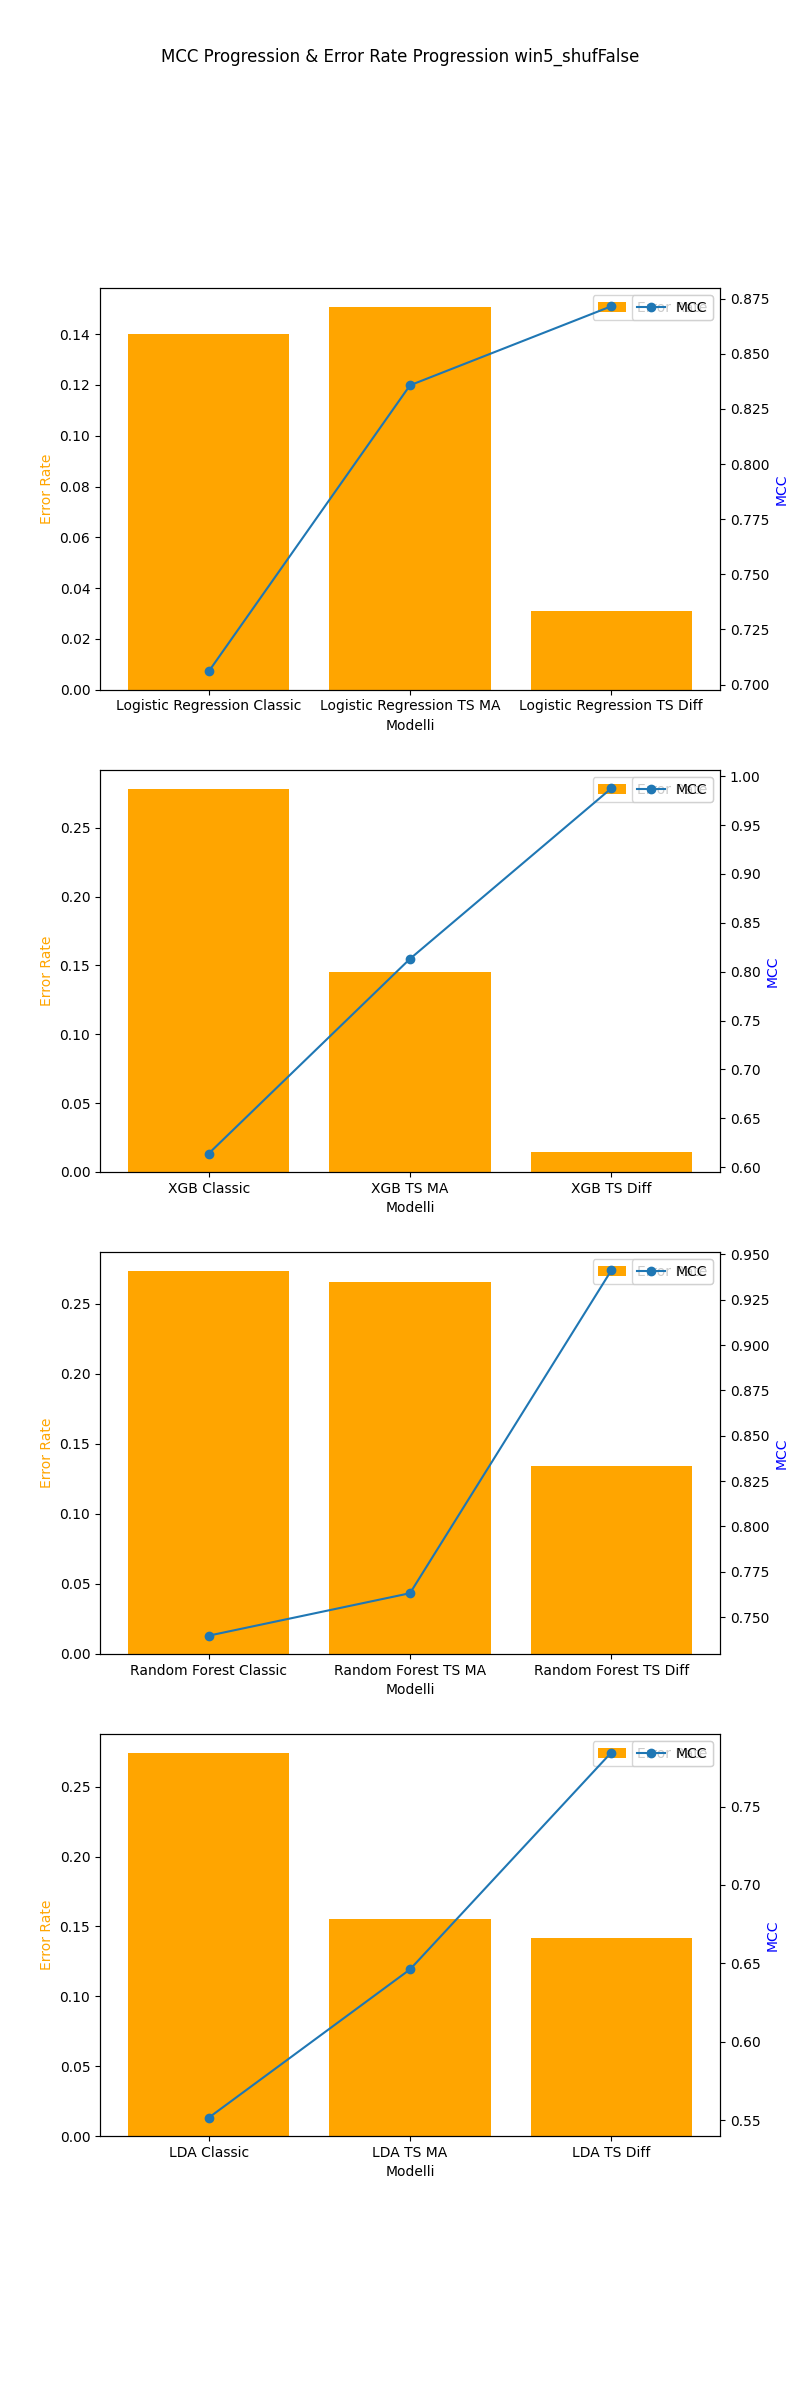 MCC Progression & Error Rate Progression win5_shufFalse
MCC
0.875
0.14
0.850
0.12
0.825
0.10
0.800
Error Rate
MCC
0.08
0.775
0.06
0.750
0.04
0.725
0.02
0.700
0.00
Logistic Regression Classic Logistic Regression TS MA Logistic Regression TS Diff
Modelli
MCC
1.00
0.25
0.95
0.20
0.90
0.85
Error Rate
MCC
0.15
0.80
0.10
0.75
0.70
0.05
0.65
0.00
0.60
XGB Classic XGB TS MA XGB TS Diff
Modelli
MCC
0.950
0.25
0.925
0.900
0.20
0.875
Error Rate
MCC
0.15
0.850
0.825
0.10
0.800
0.05
0.775
0.750
0.00
Random Forest Classic Random Forest TS MA Random Forest TS Diff
Modelli
MCC
0.25
0.75
0.20
0.70
Error Rate
MCC
0.15
0.65
0.10
0.60
0.05
0.55
0.00
LDA Classic LDA TS MA LDA TS Diff
Modelli